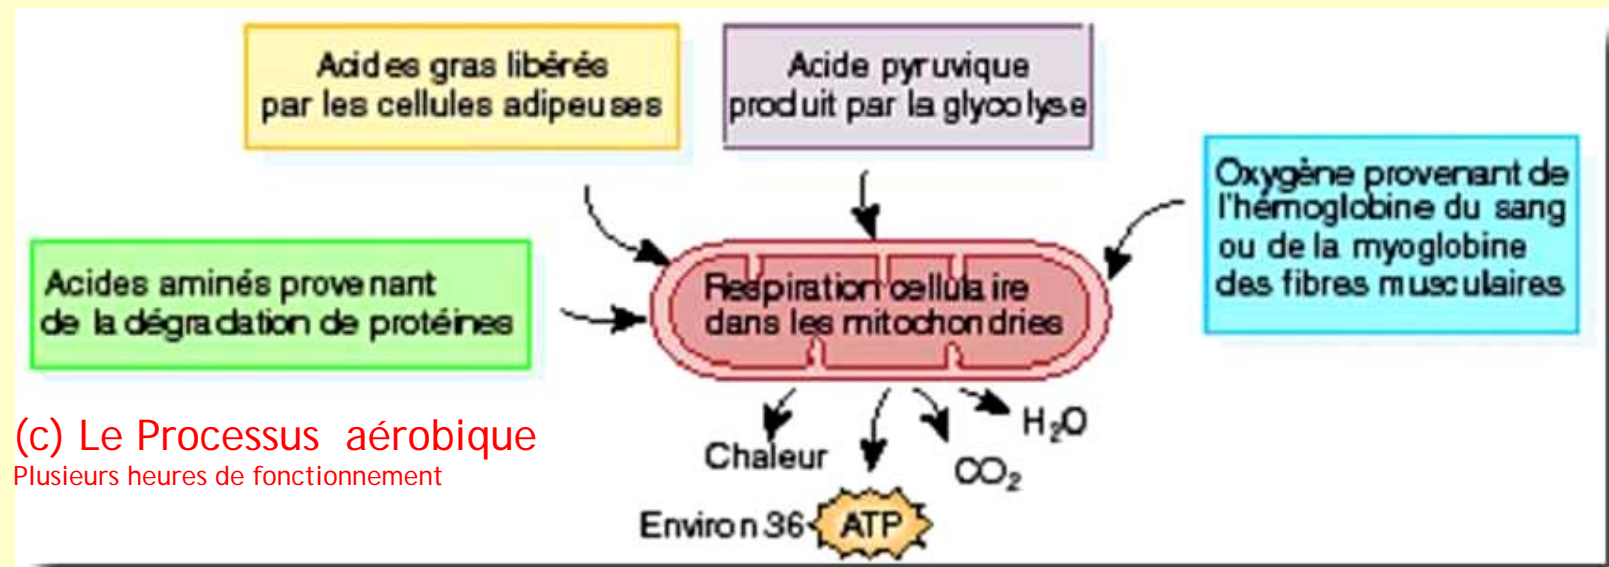 Acides gras libérés
par les cellules adipeuses
Acide pyruvique
produit par la glycolyse
Oxygène provenant de
l'hémoglobine du sang
ou de la myoglobine
des fibres musculaires
Acides aminés provenant
de la dégradation de protéines
Respiration cellulaire
dans les mitochondries
(c) Le Processus aérobique
Plusieurs heures de fonctionnement
Chaleur
H₂O
CO₂
Environ 36 ATP